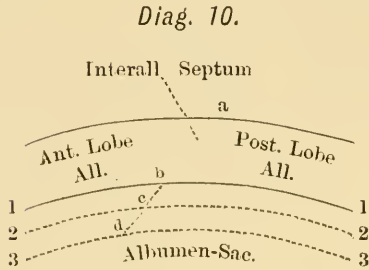 Diag. 10.
Interall Septum
a
Ant. Lobe All.
Post. Lobe All.
b
c
d
1 1
2 2
3 3
Albumen-Sac.